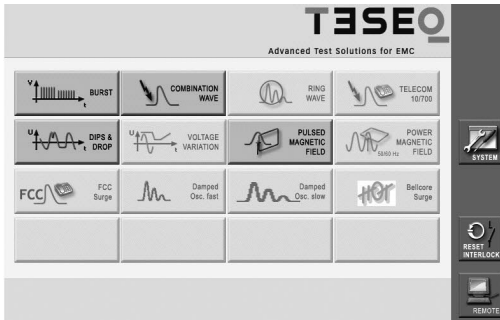 TESEQ
Advanced Test Solutions for EMC
V
t
BURST
COMBINATION
WAVE
RING
WAVE
TELECOM
10/700
U
t
DIPS &
DROP
U
t
VOLTAGE
VARIATION
PULSED
MAGNETIC
FIELD
50/60 Hz
POWER
MAGNETIC
FIELD
SYSTEM
FCC
FCC
Surge
Damped
Osc. fast
Damped
Osc. slow
HOT
Bellcore
Surge
RESET
INTERLOCK
REMOTE